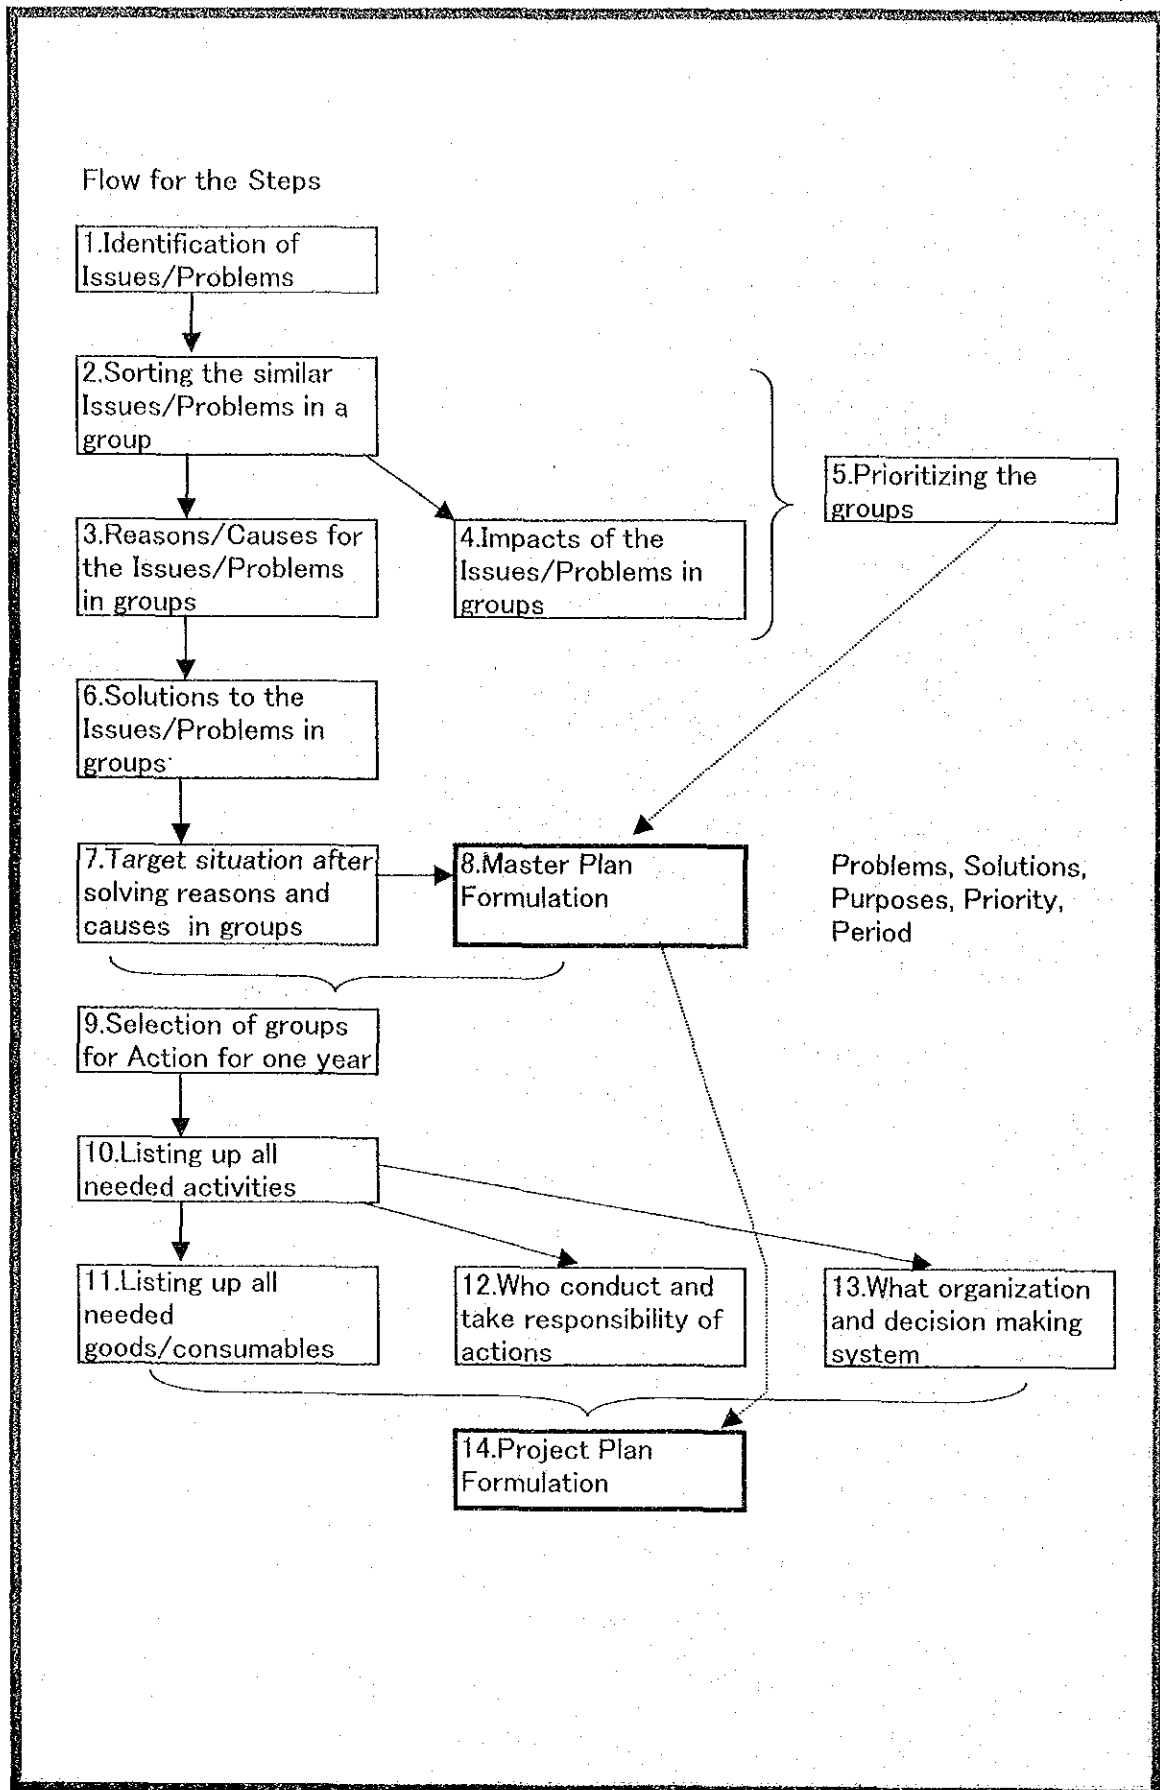 Flow for the Steps
1.Identification of
Issues/Problems
2.Sorting the similar
Issues/Problems in a
group
5.Prioritizing the
groups
3.Reasons/Causes for
the Issues/Problems
in groups
4.Impacts of the
Issues/Problems in
groups
6.Solutions to the
Issues/Problems in
groups
7.Target situation after
solving reasons and
causes in groups
8.Master Plan
Formulation
Problems, Solutions,
Purposes, Priority,
Period
9.Selection of groups
for Action for one year
10.Listing up all
needed activities
11.Listing up all
needed
goods/consumables
12.Who conduct and
take responsibility of
actions
13.What organization
and decision making
system
14.Project Plan
Formulation